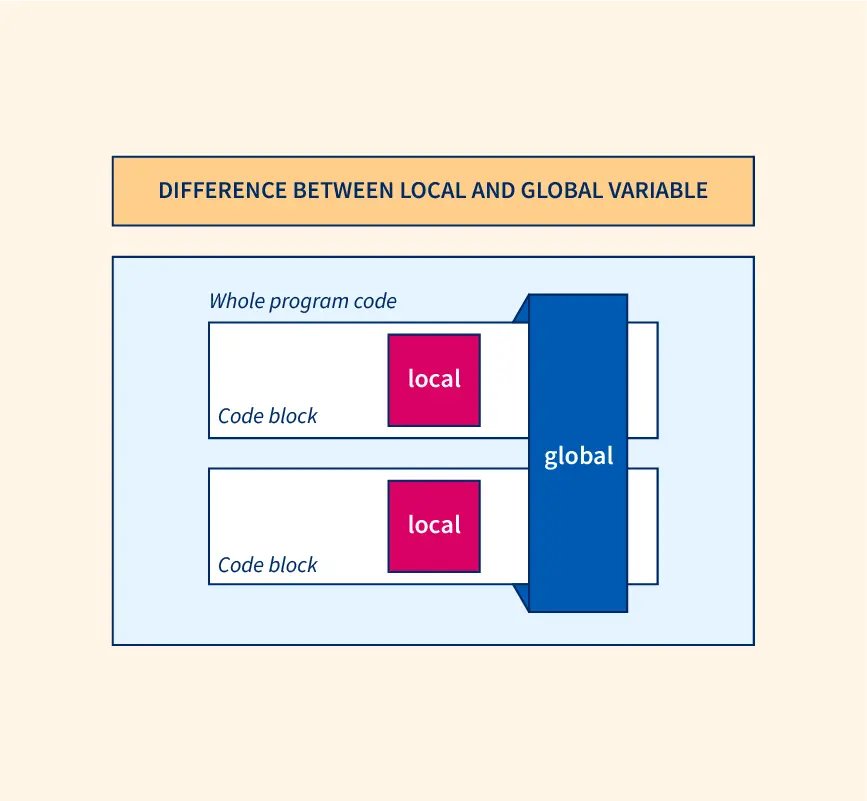 DIFFERENCE BETWEEN LOCAL AND GLOBAL VARIABLE
Whole program code
local
Code block
global
local
Code block